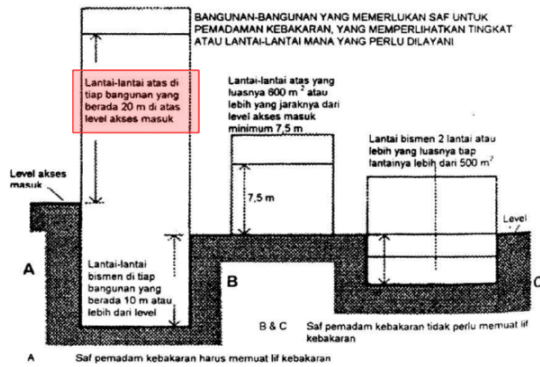 BANGUNAN-BANGUNAN YANG MEMERLUKAN SAF UNTUK
PEMADAMAN KEBAKARAN, YANG MEMPERLIHATKAN TINGKAT
ATAU LANTAI-LANTAI MANA YANG PERLU DILAYANI
Lantai-lantai atas di
tiap bangunan yang
berada 20 m di atas
level akses masuk
Lantai-lantai atas yang
luasnya 600 m² atau
lebih yang jaraknya dari
level akses masuk
minimum 7,5 m
Lantai bismen 2 lantai atau
lebih yang luasnya tiap
lantainya lebih dari 500 m²
Level akses
masuk
7,5 m
Level
Lantai-lantai
bismen di tiap
bangunan yang
berada 10 m atau
lebih dari level
A
B
C
B & C Saf pemadam kebakaran tidak perlu memuat lif
kebakaran
A Saf pemadam kebakaran harus memuat lif kebakaran